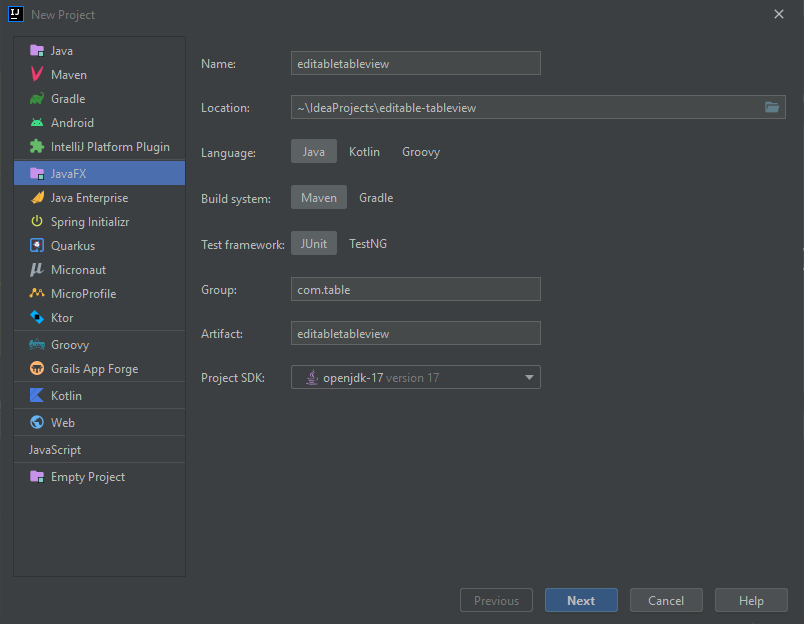 New Project
Java
Maven
Gradle
Android
IntelliJ Platform Plugin
JavaFX
Java Enterprise
Spring Initializr
Quarkus
Micronaut
MicroProfile
Ktor
Groovy
Grails App Forge
Kotlin
Web
JavaScript
Empty Project
Name: editabletableview
Location: ~\IdeaProjects\editable-tableview
Language: Java Kotlin Groovy
Build system: Maven Gradle
Test framework: JUnit TestNG
Group: com.table
Artifact: editabletableview
Project SDK: openjdk-17 version 17
Previous Next Cancel Help